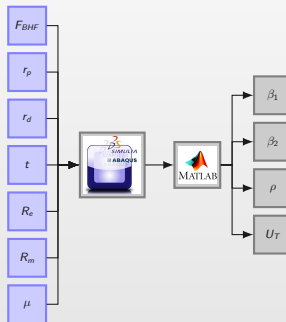 F_BHF
r_p
r_d
t
R_e
R_m
μ
SIMULIA
ABAQUS
MATLAB
β_1
β_2
ρ
U_T